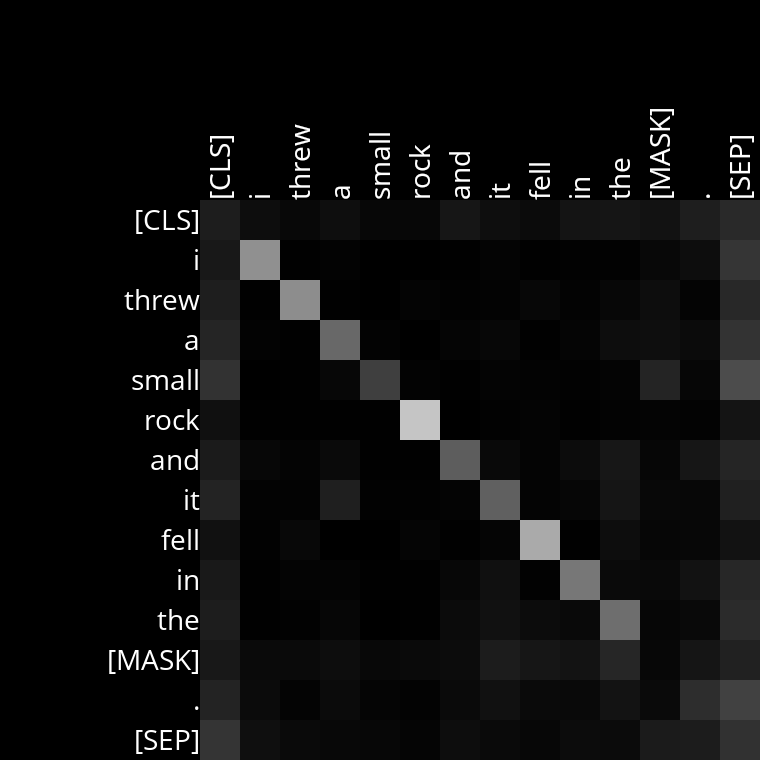 [CLS] i threw a small rock and it fell in the [MASK] . [SEP]
[CLS]
i
threw
a
small
rock
and
it
fell
in
the
[MASK]
.
[SEP]